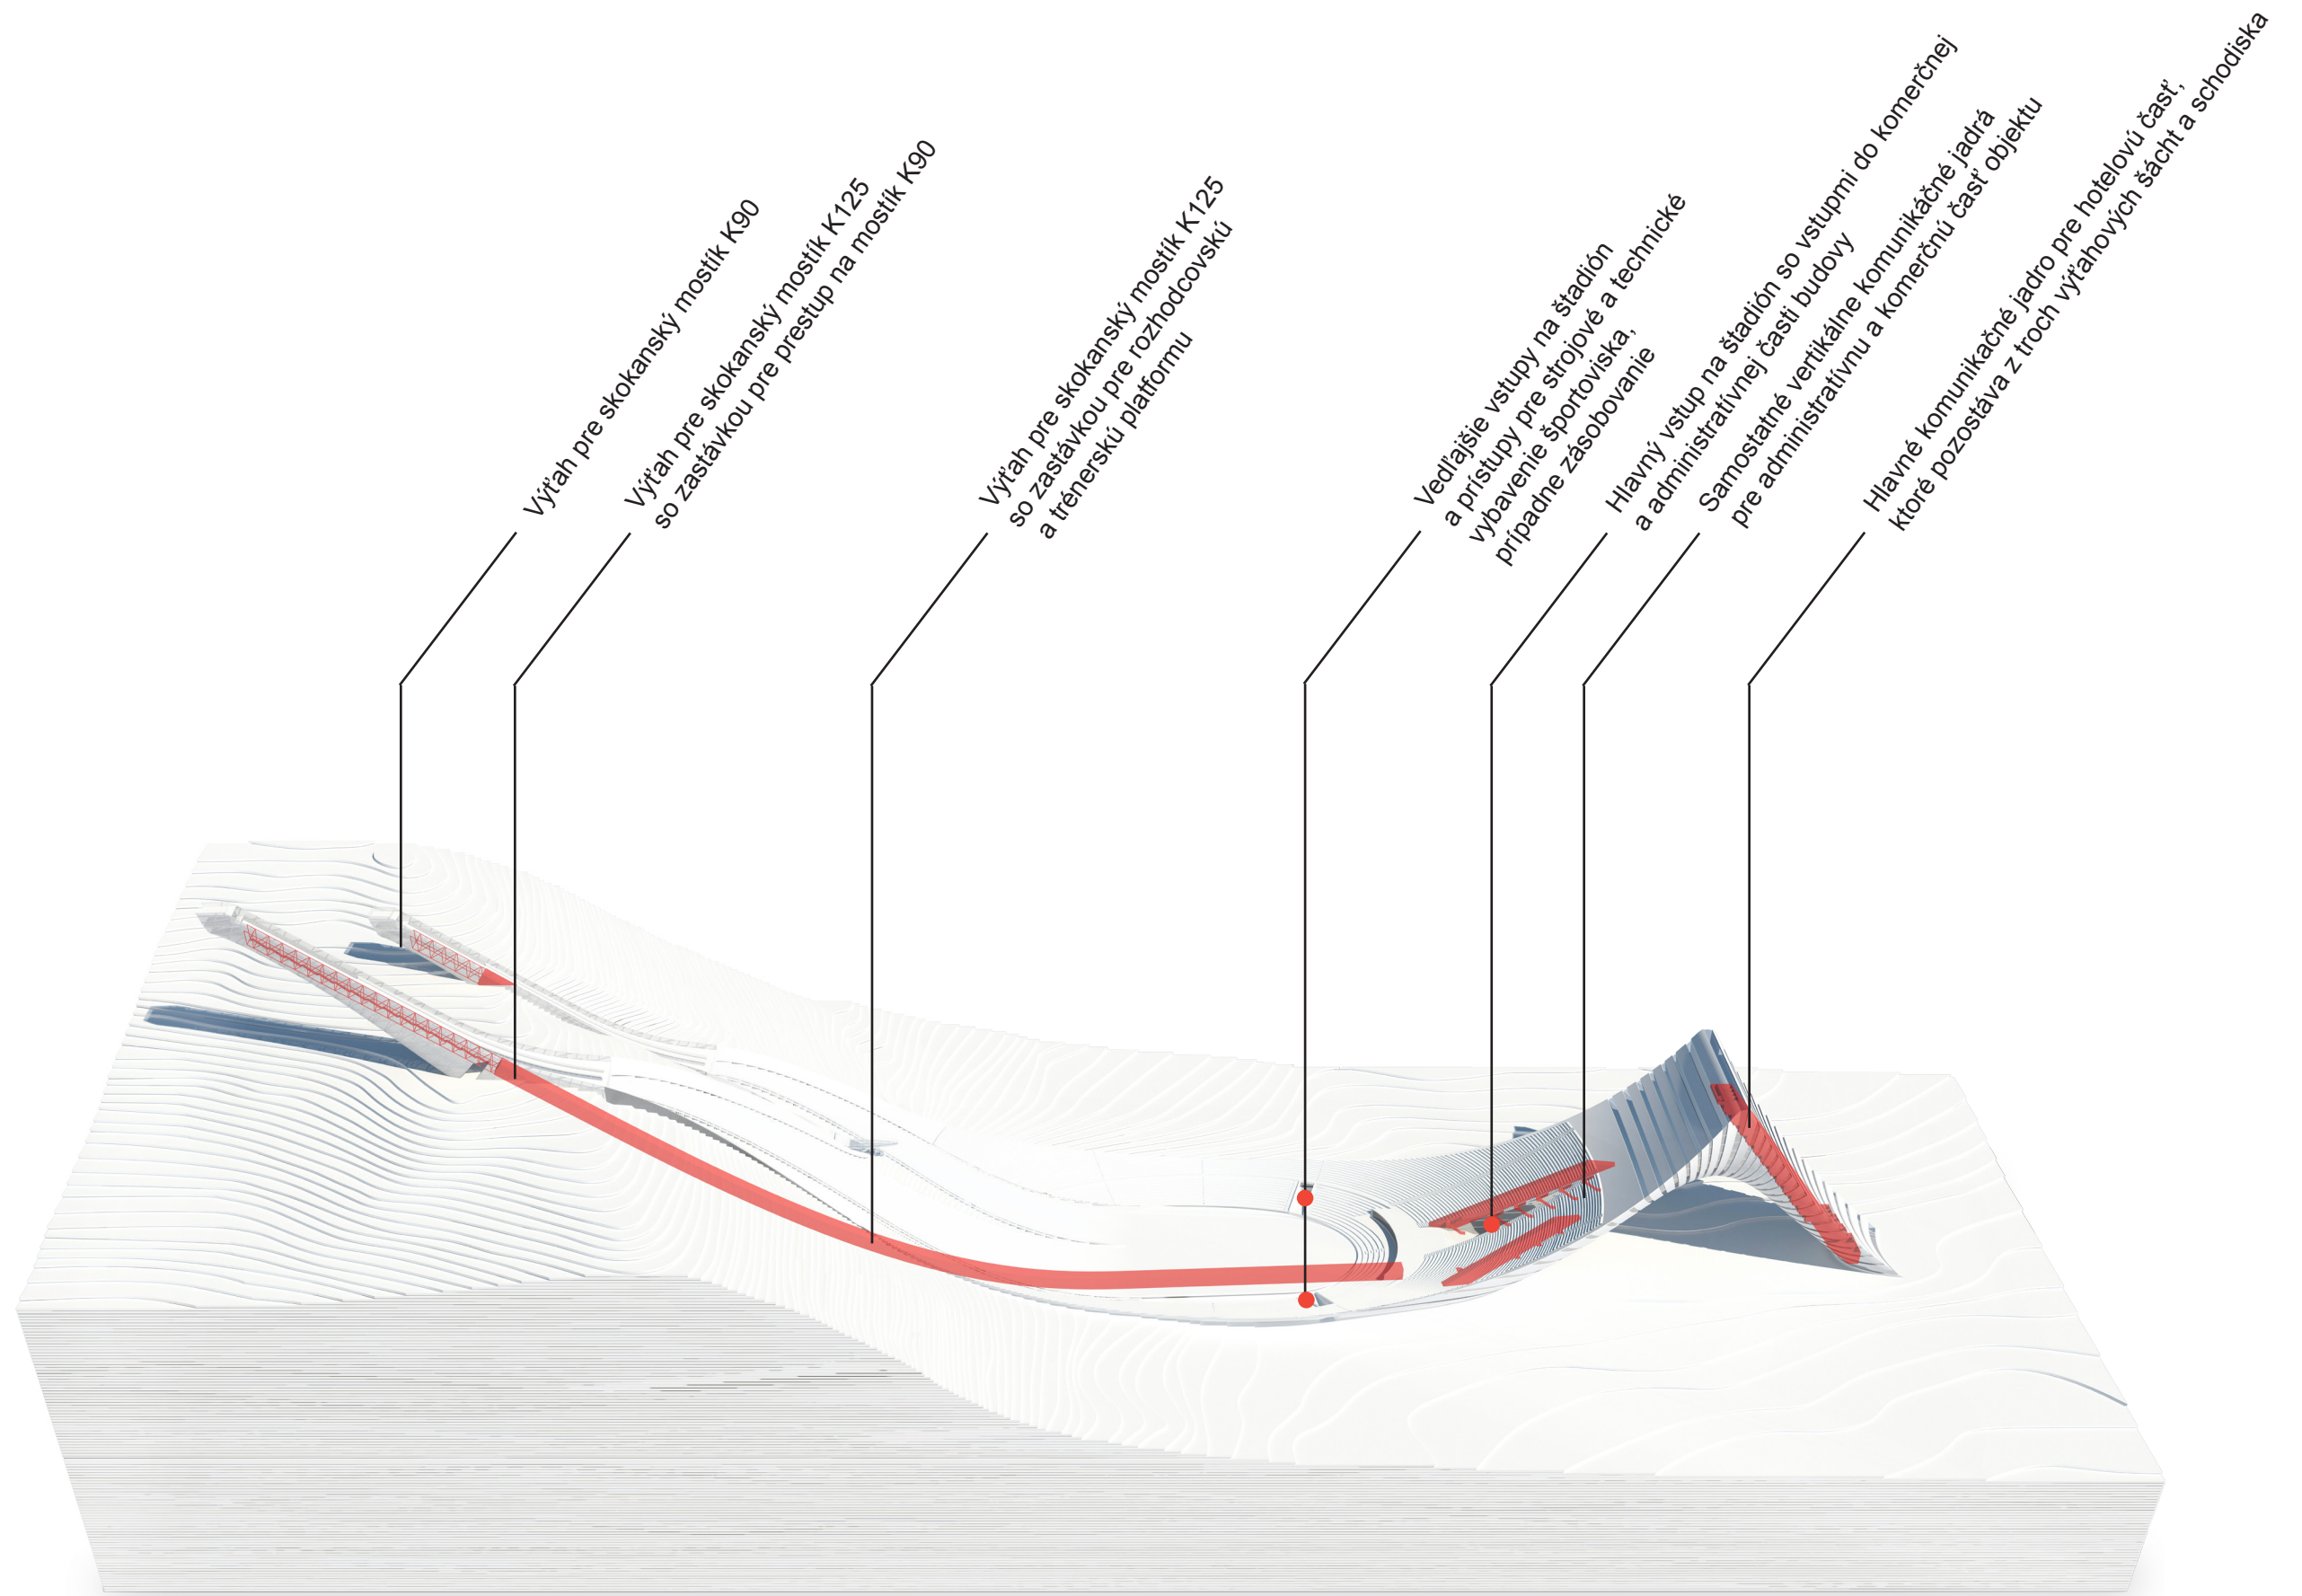 Výťah pre skokanský mostík K90
Výťah pre skokanský mostík K125
so zastávkou pre prestup na mostík K90
Výťah pre skokanský mostík K125
so zastávkou pre rozhodcovskú
a trénerskú platformu
Vedľajšie vstupy na štadión
a prístupy pre strojové a technické
vybavenie športoviska,
prípadne zásobovanie
Hlavný vstup na štadión so vstupmi do komerčnej
a administratívnej časti budovy
Samostatné vertikálne komunikáčné jadrá
pre administratívnu a komerčnú časť objektu
Hlavné komunikačné jadro pre hotelovú časť,
ktoré pozostáva z troch výťahových šácht a schodiska